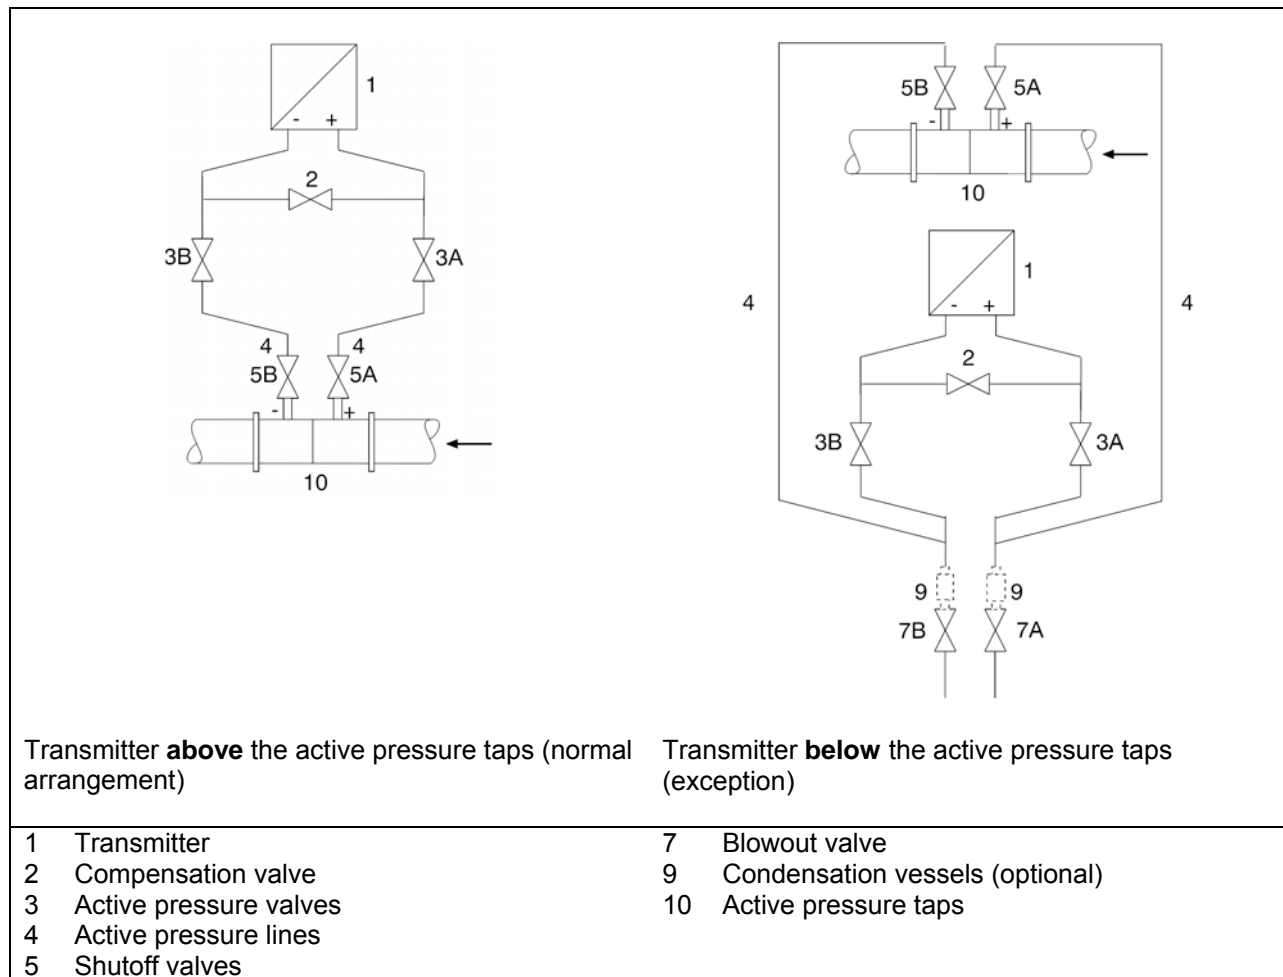 1
- +
2
3B
3A
4
4
5B
5A
-
+
10
5B
5A
-
+
10
1
- +
4
4
2
3B
3A
9
9
7B
7A
Transmitter above the active pressure taps (normal
arrangement)
Transmitter below the active pressure taps
(exception)
1 Transmitter
2 Compensation valve
3 Active pressure valves
4 Active pressure lines
5 Shutoff valves
7 Blowout valve
9 Condensation vessels (optional)
10 Active pressure taps